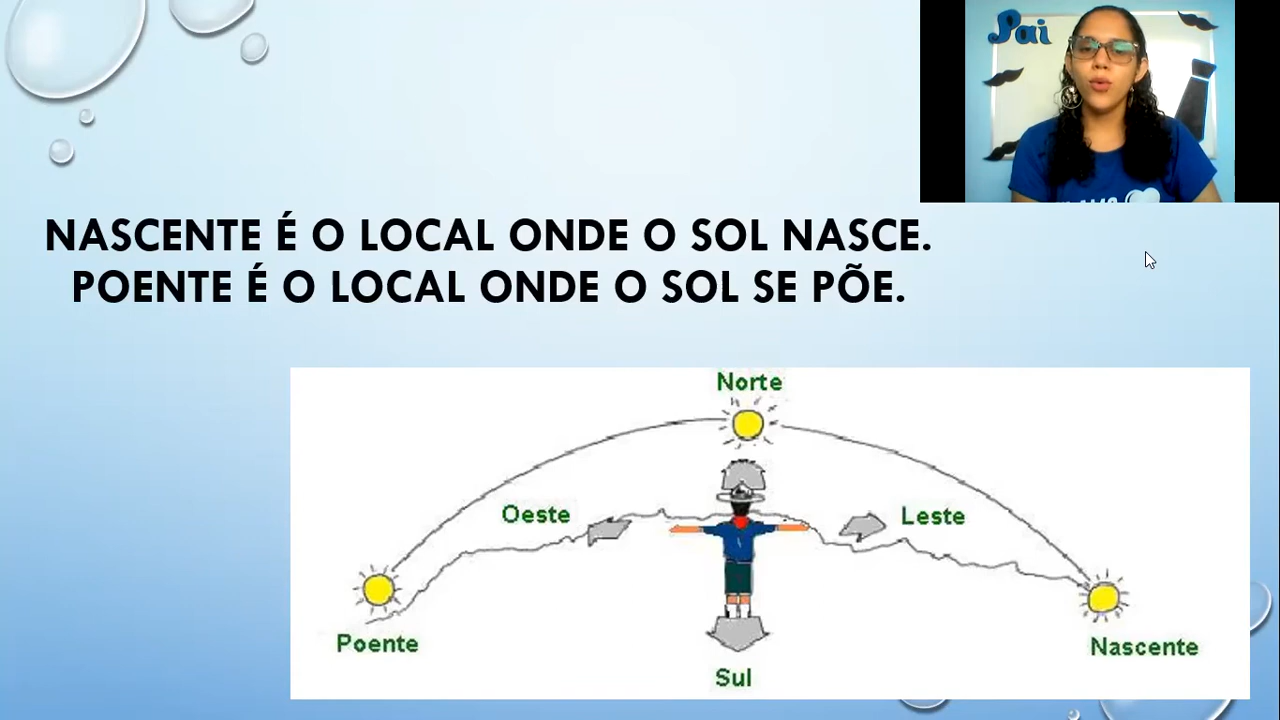 Pai
NASCENTE É O LOCAL ONDE O SOL NASCE.
POENTE É O LOCAL ONDE O SOL SE PÕE.
Norte
Oeste
Leste
Poente
Nascente
Sul